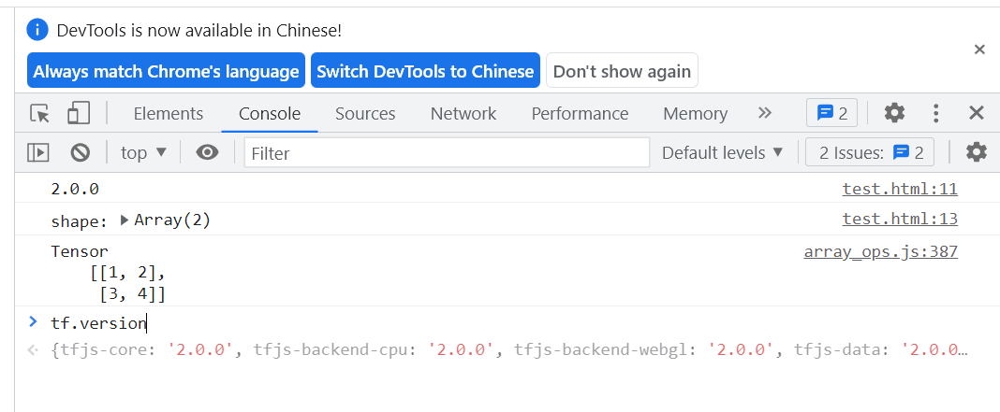 DevTools is now available in Chinese!
Always match Chrome's language Switch DevTools to Chinese Don't show again
Elements Console Sources Network Performance Memory 2
top Filter Default levels 2 Issues: 2
2.0.0 test.html:11
shape: Array(2) test.html:13
Tensor array_ops.js:387
[[1, 2],
[3, 4]]
tf.version
{tfjs-core: '2.0.0', tfjs-backend-cpu: '2.0.0', tfjs-backend-webgl: '2.0.0', tfjs-data: '2.0.0…